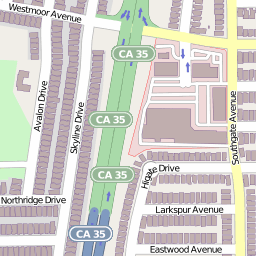 Westmoor Avenue
CA 35
Avalon Drive
Skyline Drive
Southgate Avenue
CA 35
CA 35
Higate Drive
Northridge Drive
Larkspur Avenue
CA 35
Eastwood Avenue